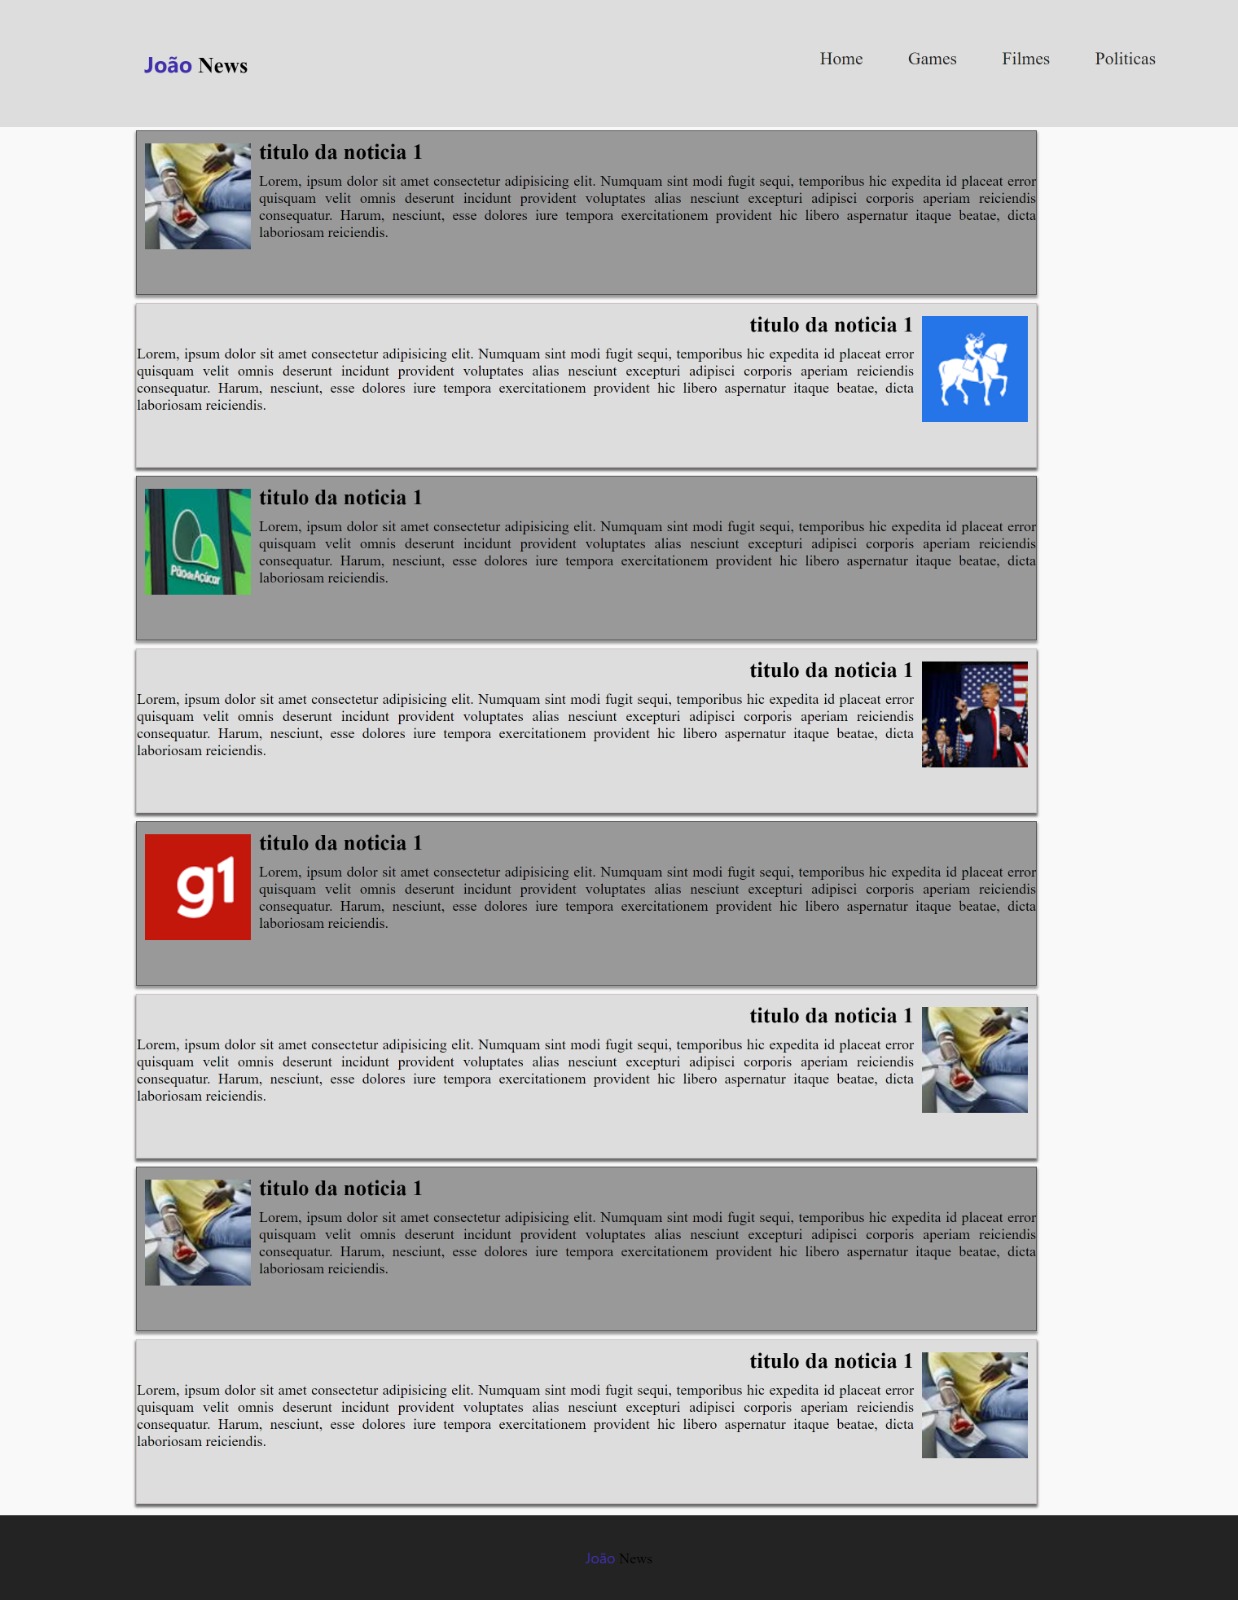 João News
Home Games Filmes Politicas
titulo da noticia 1
Lorem, ipsum dolor sit amet consectetur adipisicing elit. Numquam sint modi fugit sequi, temporibus hic expedita id placeat error
quisquam velit omnis deserunt incidunt provident voluptates alias nesciunt excepturi adipisci corporis aperiam reiciendis
consequatur. Harum, nesciunt, esse dolores iure tempora exercitationem provident hic libero aspernatur itaque beatae, dicta
laboriosam reiciendis.
titulo da noticia 1
Lorem, ipsum dolor sit amet consectetur adipisicing elit. Numquam sint modi fugit sequi, temporibus hic expedita id placeat error
quisquam velit omnis deserunt incidunt provident voluptates alias nesciunt excepturi adipisci corporis aperiam reiciendis
consequatur. Harum, nesciunt, esse dolores iure tempora exercitationem provident hic libero aspernatur itaque beatae, dicta
laboriosam reiciendis.
PãodeAçúcar
titulo da noticia 1
Lorem, ipsum dolor sit amet consectetur adipisicing elit. Numquam sint modi fugit sequi, temporibus hic expedita id placeat error
quisquam velit omnis deserunt incidunt provident voluptates alias nesciunt excepturi adipisci corporis aperiam reiciendis
consequatur. Harum, nesciunt, esse dolores iure tempora exercitationem provident hic libero aspernatur itaque beatae, dicta
laboriosam reiciendis.
titulo da noticia 1
Lorem, ipsum dolor sit amet consectetur adipisicing elit. Numquam sint modi fugit sequi, temporibus hic expedita id placeat error
quisquam velit omnis deserunt incidunt provident voluptates alias nesciunt excepturi adipisci corporis aperiam reiciendis
consequatur. Harum, nesciunt, esse dolores iure tempora exercitationem provident hic libero aspernatur itaque beatae, dicta
laboriosam reiciendis.
g1
titulo da noticia 1
Lorem, ipsum dolor sit amet consectetur adipisicing elit. Numquam sint modi fugit sequi, temporibus hic expedita id placeat error
quisquam velit omnis deserunt incidunt provident voluptates alias nesciunt excepturi adipisci corporis aperiam reiciendis
consequatur. Harum, nesciunt, esse dolores iure tempora exercitationem provident hic libero aspernatur itaque beatae, dicta
laboriosam reiciendis.
titulo da noticia 1
Lorem, ipsum dolor sit amet consectetur adipisicing elit. Numquam sint modi fugit sequi, temporibus hic expedita id placeat error
quisquam velit omnis deserunt incidunt provident voluptates alias nesciunt excepturi adipisci corporis aperiam reiciendis
consequatur. Harum, nesciunt, esse dolores iure tempora exercitationem provident hic libero aspernatur itaque beatae, dicta
laboriosam reiciendis.
titulo da noticia 1
Lorem, ipsum dolor sit amet consectetur adipisicing elit. Numquam sint modi fugit sequi, temporibus hic expedita id placeat error
quisquam velit omnis deserunt incidunt provident voluptates alias nesciunt excepturi adipisci corporis aperiam reiciendis
consequatur. Harum, nesciunt, esse dolores iure tempora exercitationem provident hic libero aspernatur itaque beatae, dicta
laboriosam reiciendis.
titulo da noticia 1
Lorem, ipsum dolor sit amet consectetur adipisicing elit. Numquam sint modi fugit sequi, temporibus hic expedita id placeat error
quisquam velit omnis deserunt incidunt provident voluptates alias nesciunt excepturi adipisci corporis aperiam reiciendis
consequatur. Harum, nesciunt, esse dolores iure tempora exercitationem provident hic libero aspernatur itaque beatae, dicta
laboriosam reiciendis.
João News